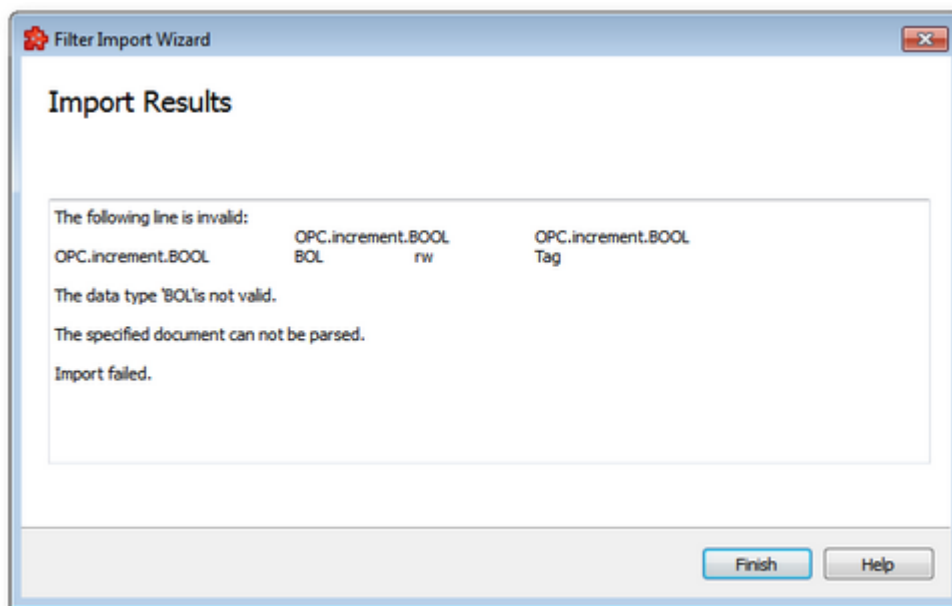 Filter Import Wizard
Import Results
The following line is invalid:
OPC.increment.BOOL OPC.increment.BOOL
OPC.increment.BOOL BOL rw Tag
The data type 'BOL'is not valid.
The specified document can not be parsed.
Import failed.
Finish Help